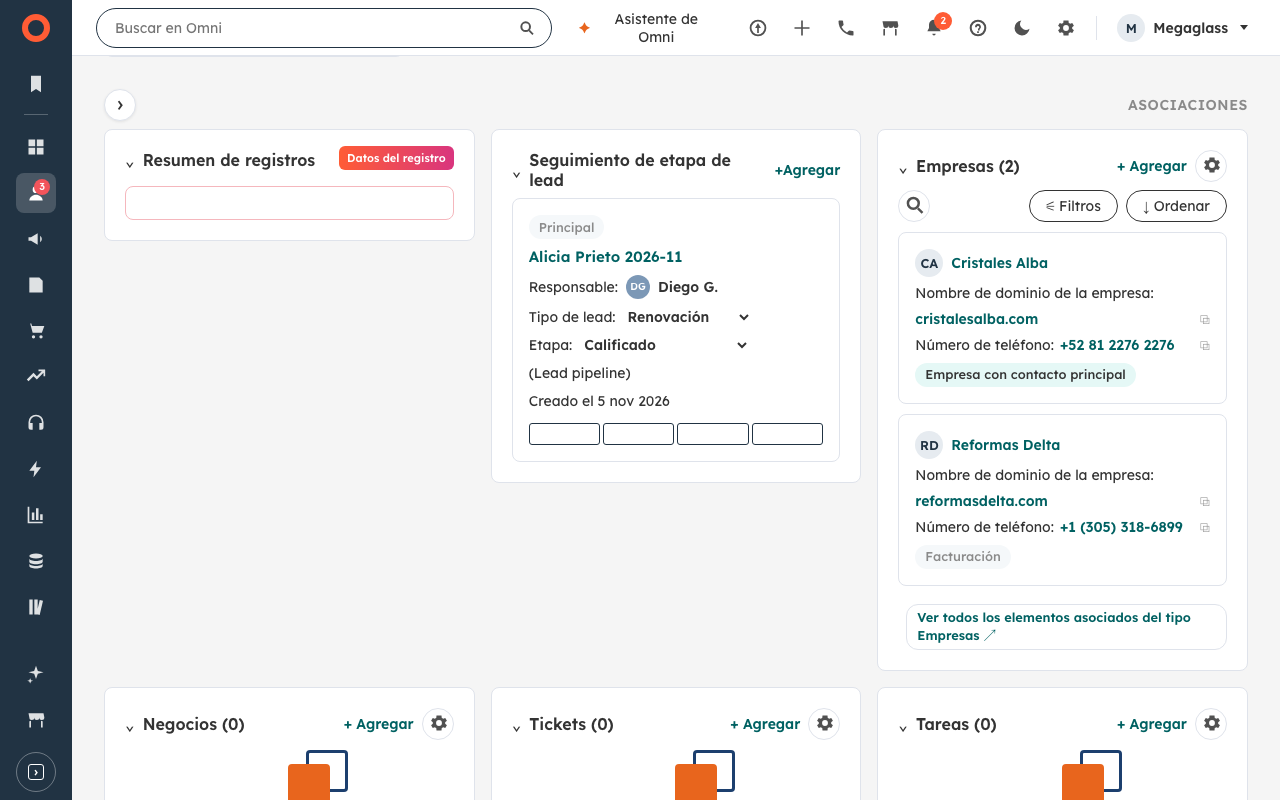 Buscar en Omni
Asistente de
Omni
2
M
Megaglass
3
ASOCIACIONES
Resumen de registros
Datos del registro
Seguimiento de etapa de
lead
+Agregar
Principal
Alicia Prieto 2026-11
Responsable: DG Diego G.
Tipo de lead: Renovación
Etapa: Calificado
(Lead pipeline)
Creado el 5 nov 2026
Empresas (2)
+ Agregar
Filtros
↓ Ordenar
CA Cristales Alba
Nombre de dominio de la empresa:
cristalesalba.com
Número de teléfono: +52 81 2276 2276
Empresa con contacto principal
RD Reformas Delta
Nombre de dominio de la empresa:
reformasdelta.com
Número de teléfono: +1 (305) 318-6899
Facturación
Ver todos los elementos asociados del tipo
Empresas ↗
Negocios (0)
+ Agregar
Tickets (0)
+ Agregar
Tareas (0)
+ Agregar